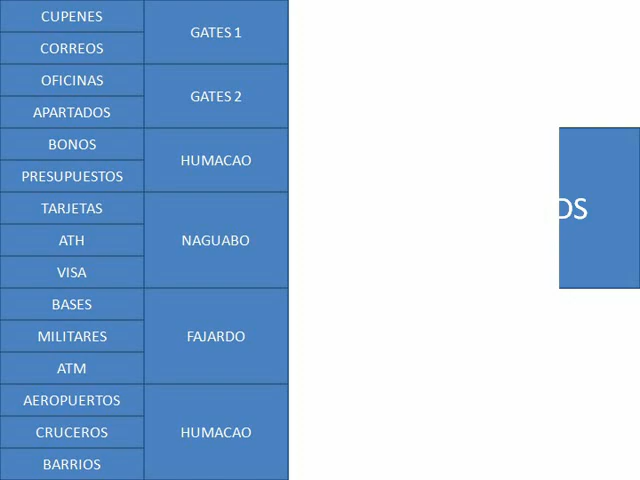 CUPENES
CORREOS
GATES 1
OFICINAS
APARTADOS
GATES 2
BONOS
PRESUPUESTOS
HUMACAO
TARJETAS
ATH
VISA
NAGUABO
BASES
MILITARES
ATM
FAJARDO
AEROPUERTOS
CRUCEROS
BARRIOS
HUMACAO